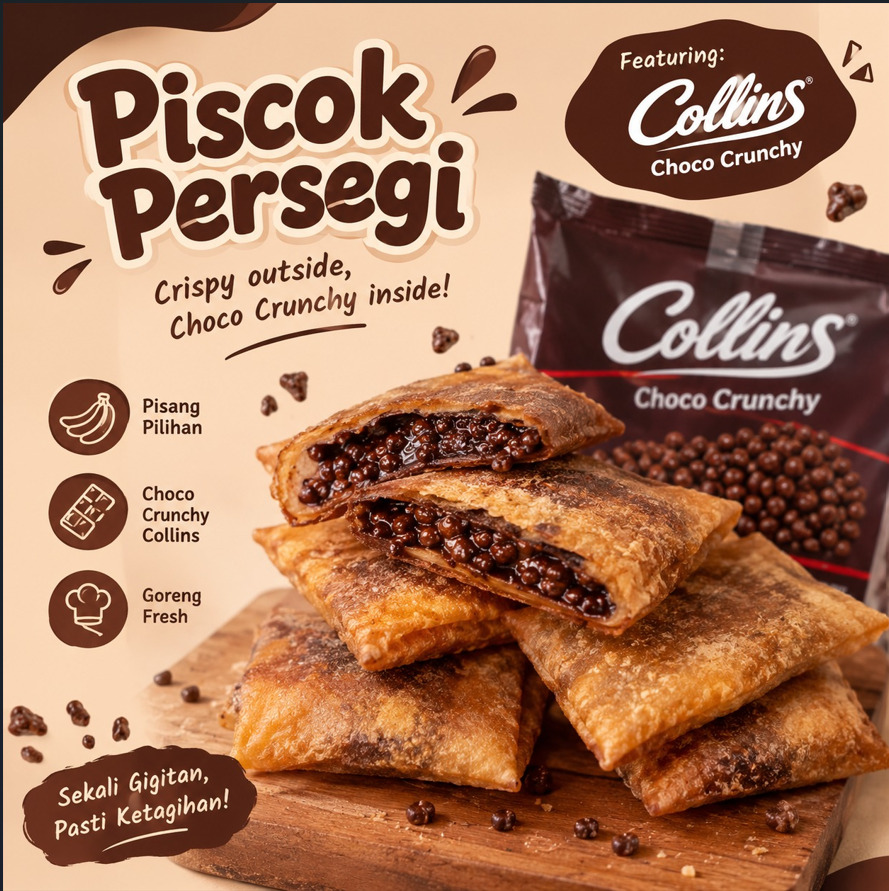 Piscok
Persegi
Crispy outside,
Choco Crunchy inside!
Featuring:
Collins®
Choco Crunchy
Collins®
Choco Crunchy
Pisang
Pilihan
Choco
Crunchy
Collins
Goreng
Fresh
Sekali Gigitan,
Pasti Ketagihan!